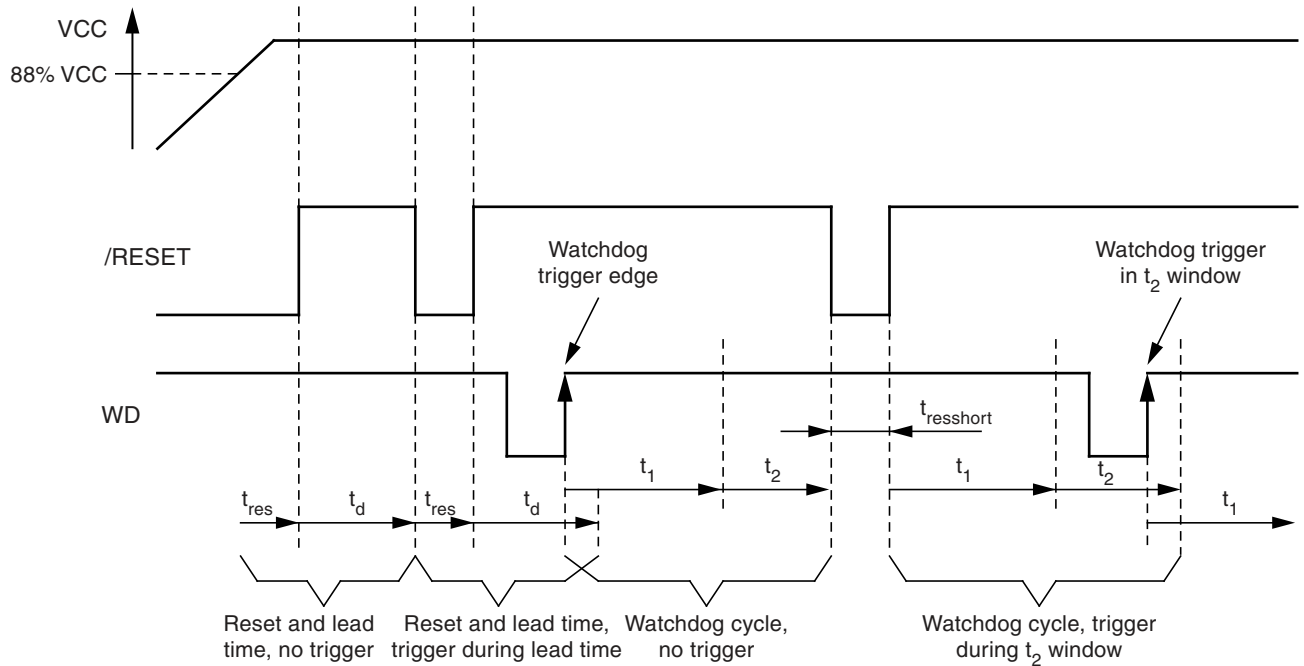 VCC
88% VCC
/RESET
Watchdog
trigger edge
Watchdog trigger
in t2 window
WD
tresshort
t1
t2
t1
t2
tres
td
tres
td
t1
Reset and lead
time, no trigger
Reset and lead time,
trigger during lead time
Watchdog cycle,
no trigger
Watchdog cycle, trigger
during t2 window